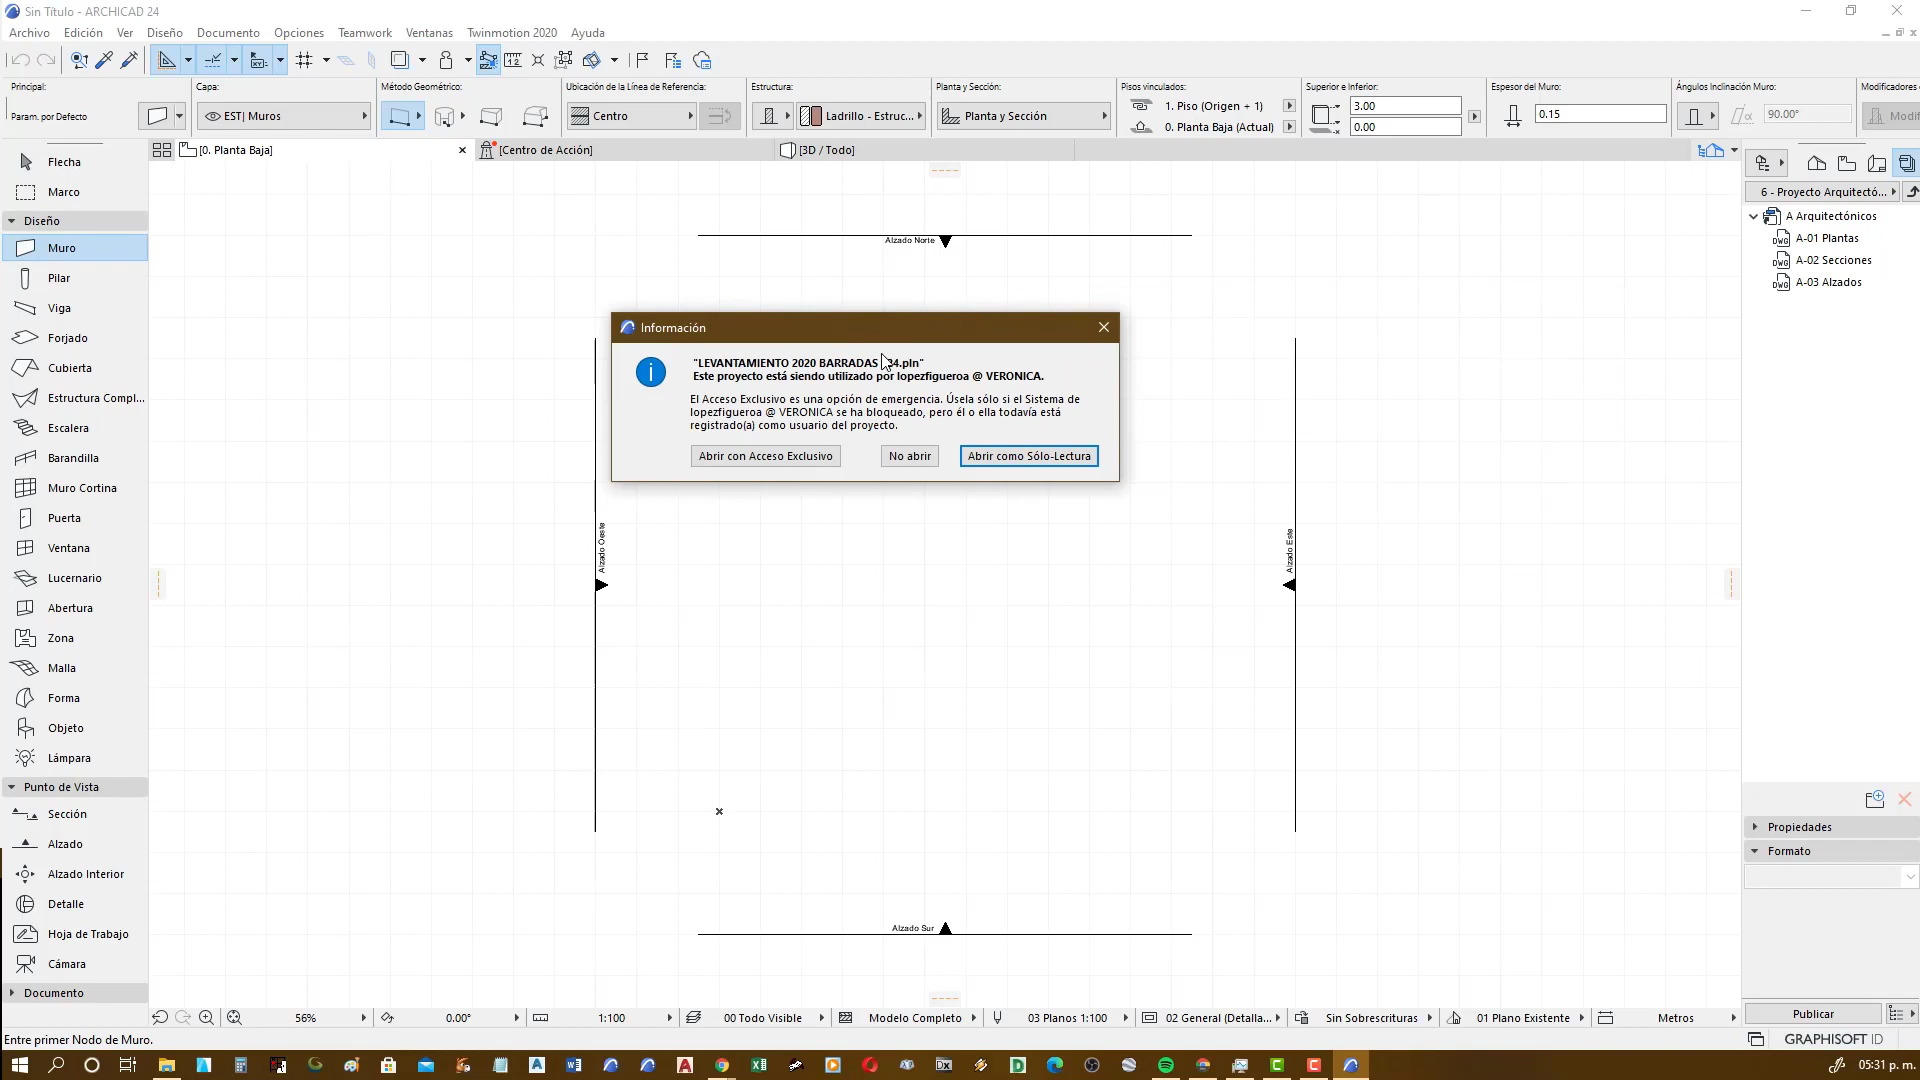 Sin Título - ARCHICAD 24
Archivo Edición Ver Diseño Documento Opciones Teamwork Ventanas Twinmotion 2020 Ayuda
Principal: Capa: Método Geométrico: Ubicación de la Línea de Referencia: Estructura: Planta y Sección: Pisos vinculados: Superior e Inferior: Espesor del Muro: Ángulos Inclinación Muro: Modificadores
Param. por Defecto EST| Muros Centro Ladrillo - Estruc... Planta y Sección
1. Piso (Origen + 1) 3.00 0.15 90.00° Modif
0. Planta Baja (Actual) 0.00
[0. Planta Baja] [Centro de Acción] [3D / Todo]
Flecha
Marco
Diseño
Muro
Pilar
Viga
Forjado
Cubierta
Estructura Compl...
Escalera
Barandilla
Muro Cortina
Puerta
Ventana
Lucernario
Abertura
Zona
Malla
Forma
Objeto
Lámpara
Punto de Vista
Sección
Alzado
Alzado Interior
Detalle
Hoja de Trabajo
Cámara
Documento
Alzado Norte
Alzado Oeste
Alzado Este
Alzado Sur
Información
"LEVANTAMIENTO 2020 BARRADAS 34.pln"
Este proyecto está siendo utilizado por lopezfigueroa @ VERONICA.
El Acceso Exclusivo es una opción de emergencia. Úsela sólo si el Sistema de
lopezfigueroa @ VERONICA se ha bloqueado, pero él o ella todavía está
registrado(a) como usuario del proyecto.
Abrir con Acceso Exclusivo No abrir Abrir como Sólo-Lectura
6 - Proyecto Arquitectó...
A Arquitectónicos
A-01 Plantas
A-02 Secciones
A-03 Alzados
Propiedades
Formato
Publicar
56% 0.00° 1:100 00 Todo Visible Modelo Completo 03 Planos 1:100 02 General (Detalla... Sin Sobrescrituras 01 Plano Existente Metros
Entre primer Nodo de Muro.
GRAPHISOFT ID
05:31 p. m.